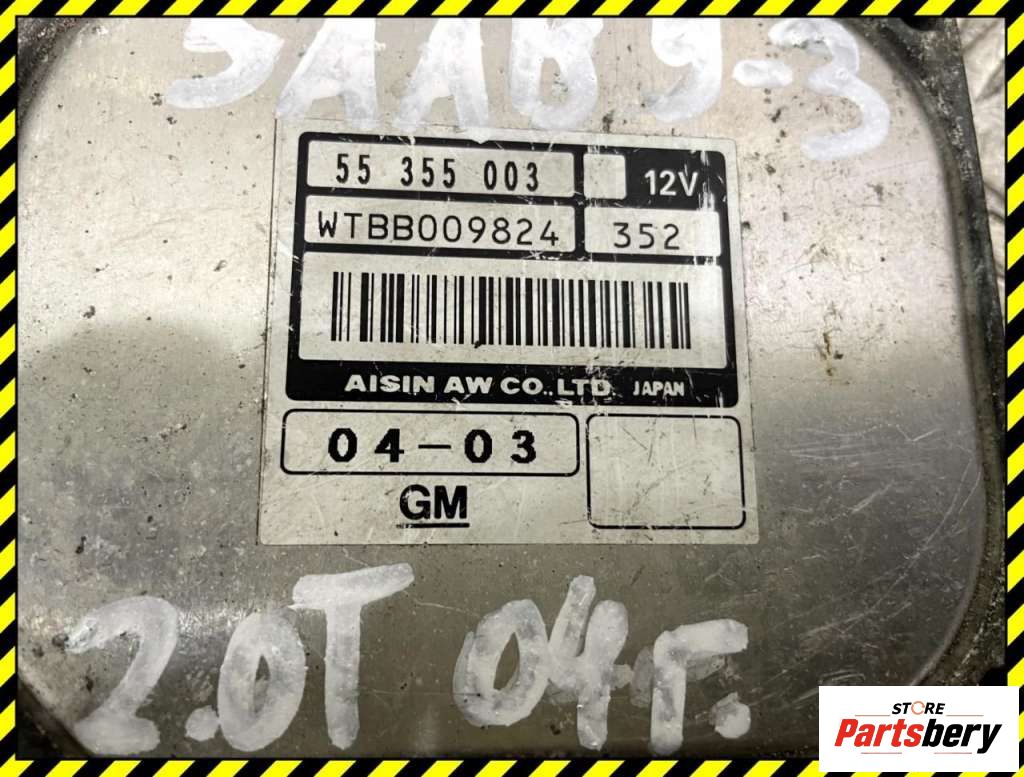 SAAB 9-3
55 355 003 12V
WTBB009824 352
AISIN AW CO.,LTD. JAPAN
04-03
GM
2.0T 04г.
STORE
Partsbery